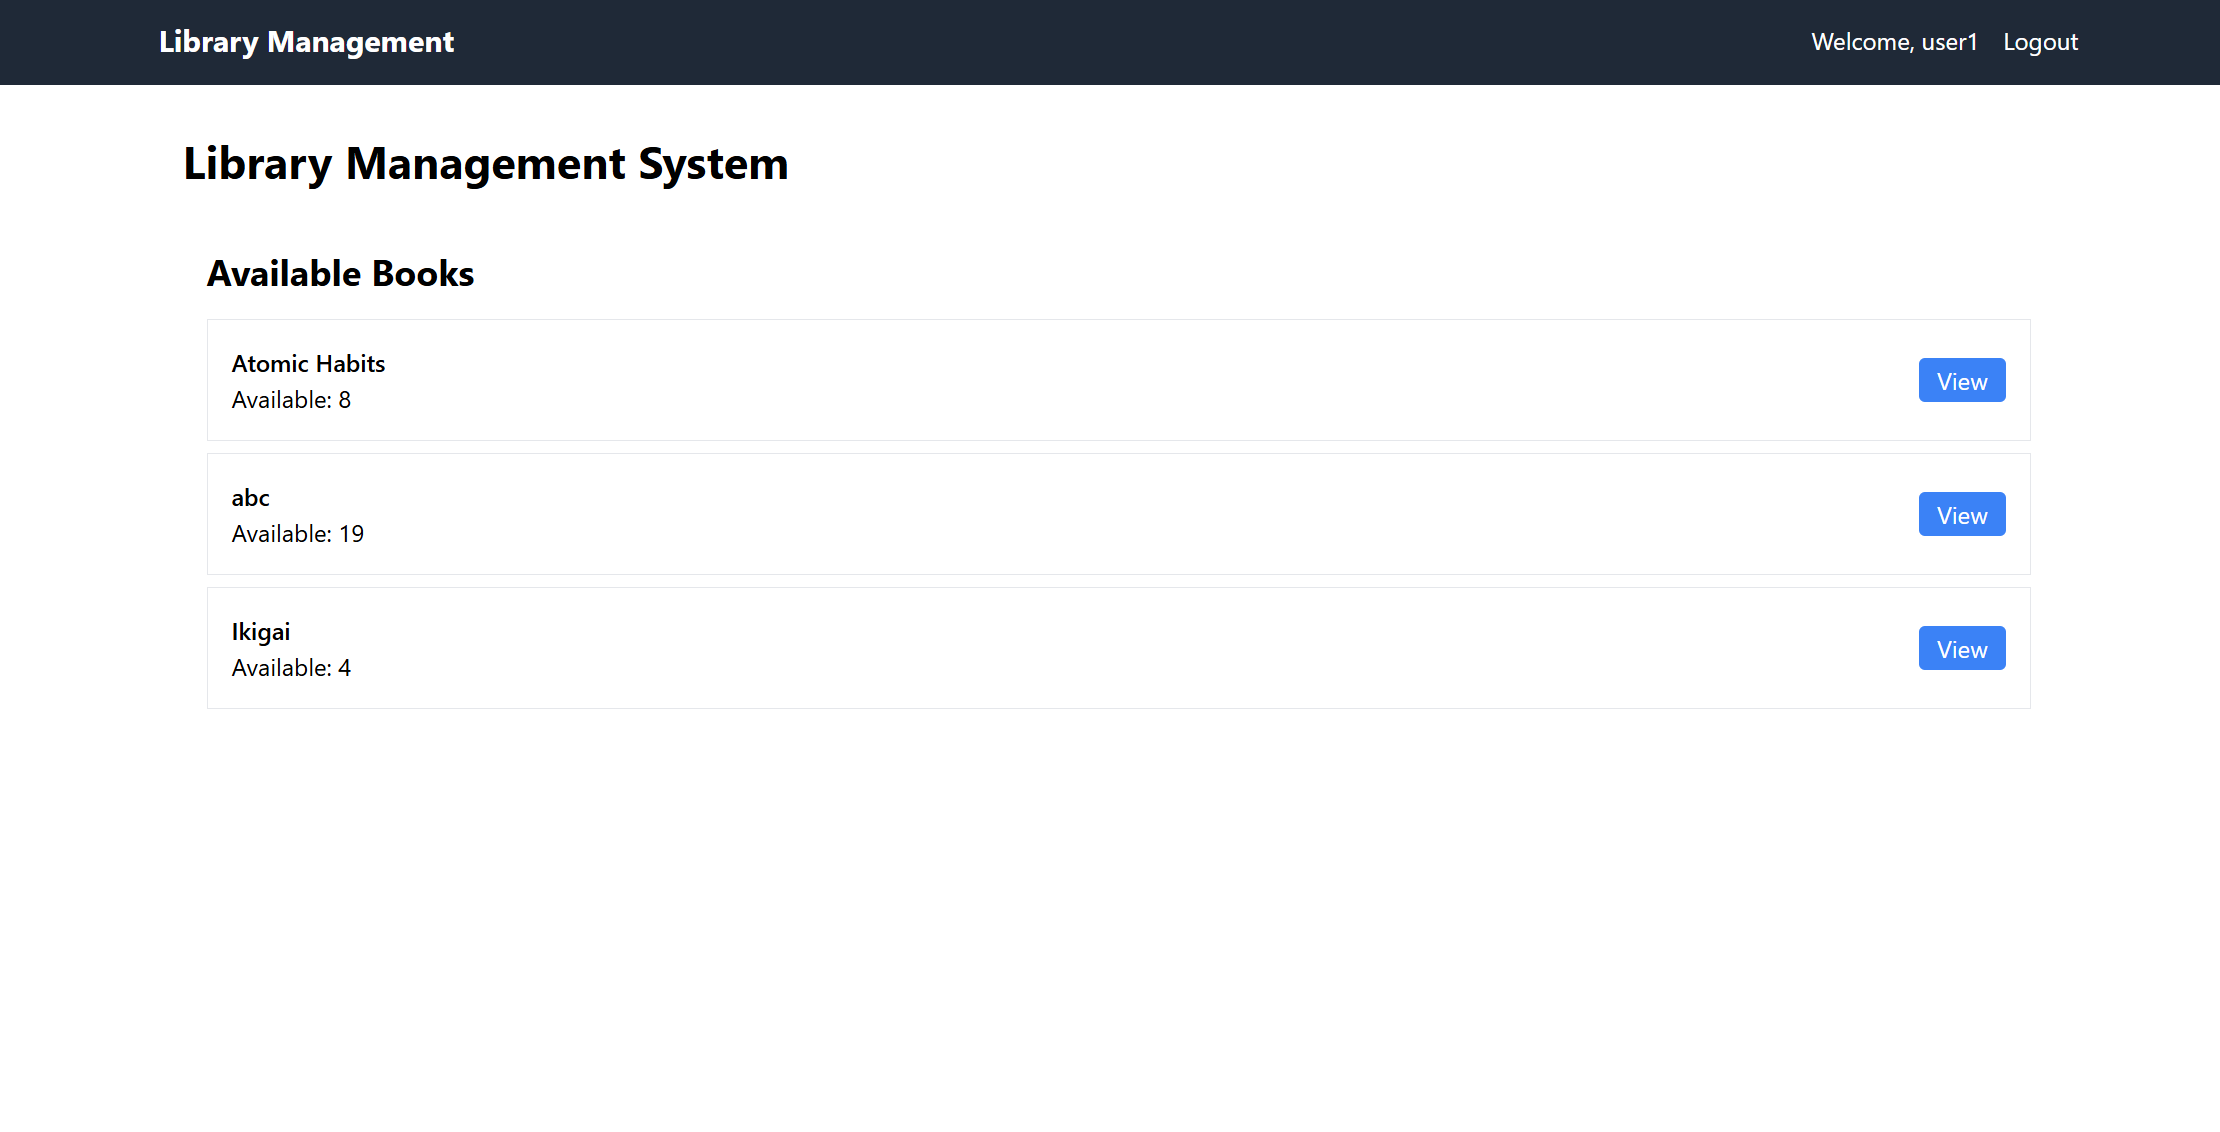 Library Management
Welcome, user1 Logout
Library Management System
Available Books
Atomic Habits
Available: 8
View
abc
Available: 19
View
Ikigai
Available: 4
View